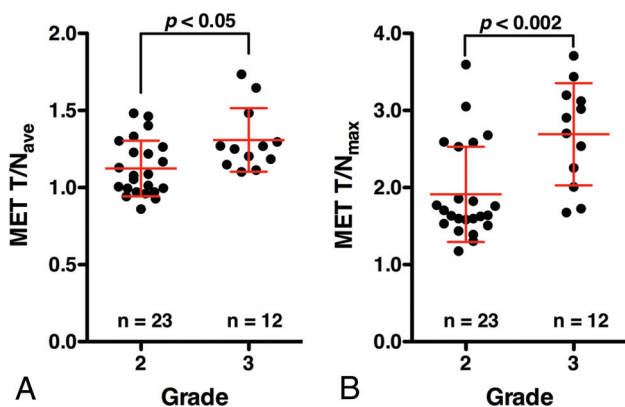 p < 0.05
2.0
1.5
1.0
0.5
0.0
MET T/Nave
n = 23
n = 12
2
3
Grade
A
p < 0.002
4.0
3.0
2.0
1.0
0.0
MET T/Nmax
n = 23
n = 12
2
3
Grade
B